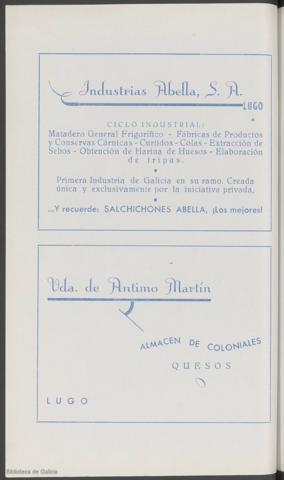 Industrias Abella, S. A.
LUGO
CICLO INDUSTRIAL:
Matadero General Frigorífico - Fábricas de Productos
y Conservas Cárnicas - Curtidos - Colas - Extracción de
Sebos - Obtención de Harina de Huesos - Elaboración
de tripas.
Primera Industria de Galicia en su ramo. Creada
única y exclusivamente por la iniciativa privada,
...Y recuerde: SALCHICHONES ABELLA, ¡Los mejores!
Vda. de Antimo Martín
ALMACEN DE COLONIALES
QUESOS
LUGO
Biblioteca de Galicia